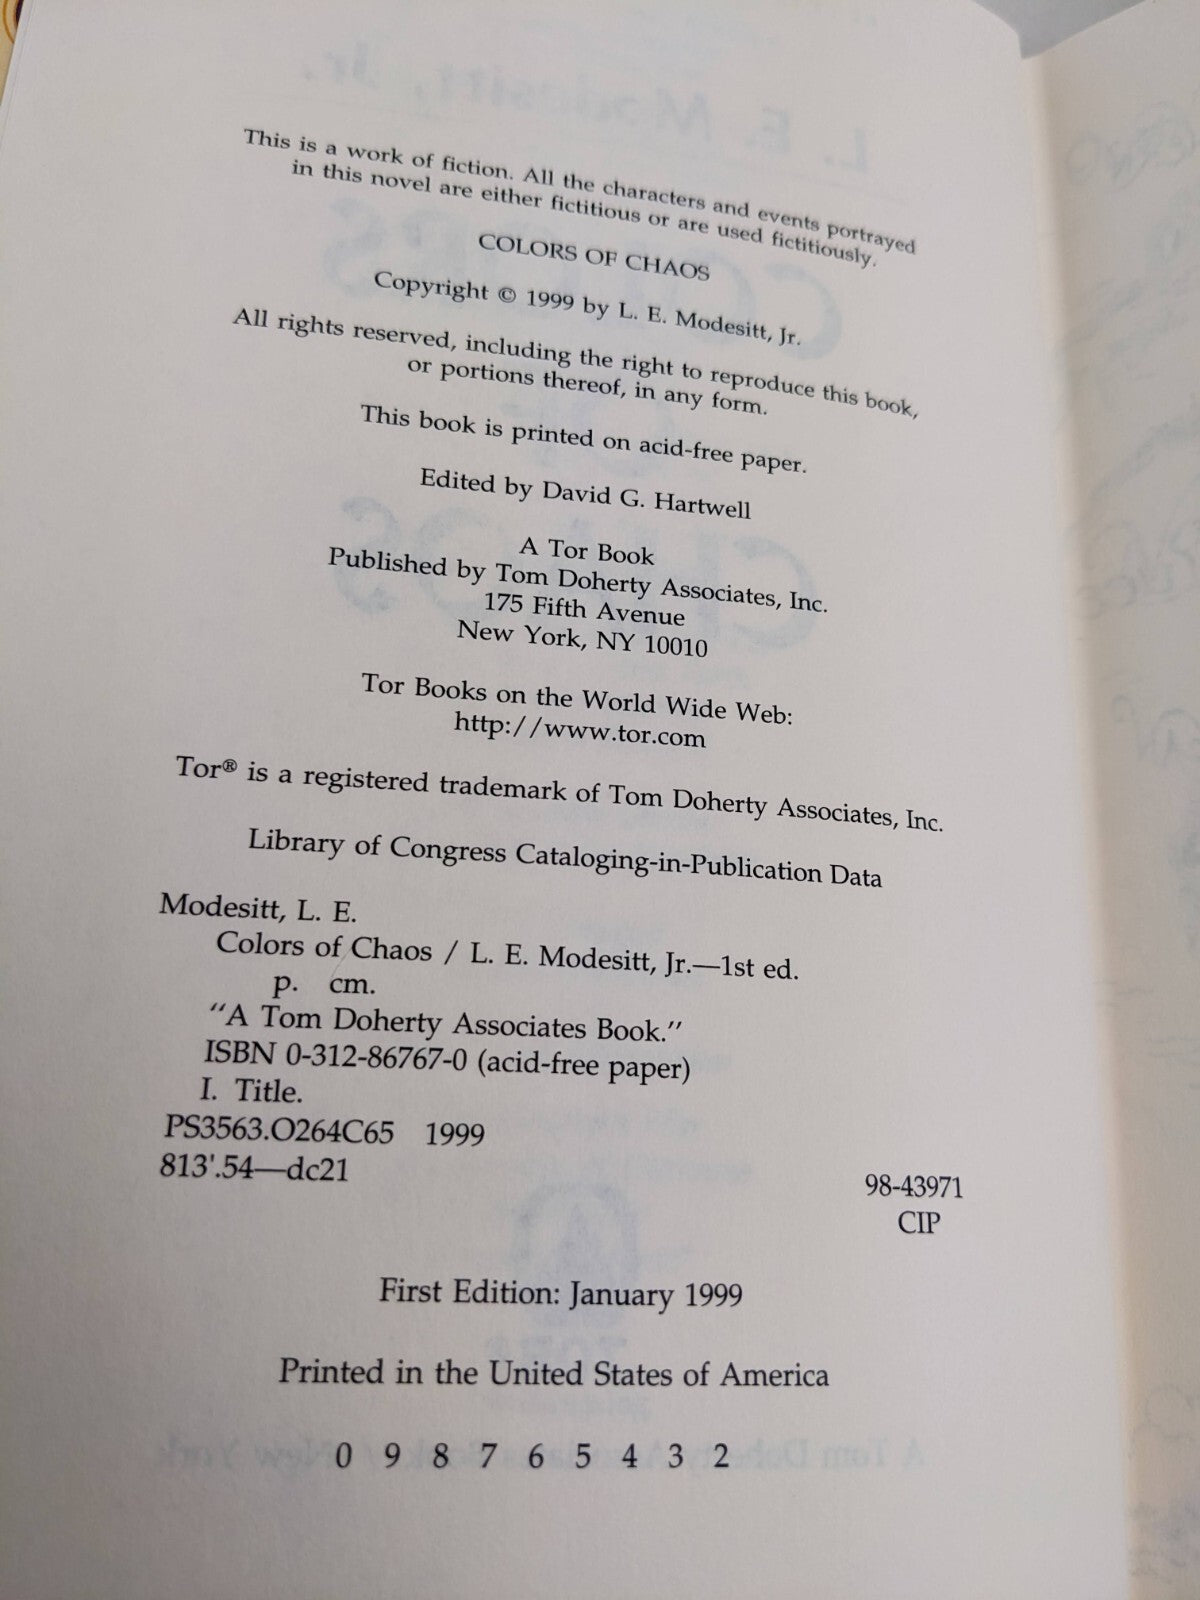 This is a work of fiction. All the characters and events portrayed
in this novel are either fictitious or are used fictitiously.
COLORS OF CHAOS
Copyright © 1999 by L. E. Modesitt, Jr.
All rights reserved, including the right to reproduce this book,
or portions thereof, in any form.
This book is printed on acid-free paper.
Edited by David G. Hartwell
A Tor Book
Published by Tom Doherty Associates, Inc.
175 Fifth Avenue
New York, NY 10010
Tor Books on the World Wide Web:
http://www.tor.com
Tor® is a registered trademark of Tom Doherty Associates, Inc.
Library of Congress Cataloging-in-Publication Data
Modesitt, L. E.
Colors of Chaos / L. E. Modesitt, Jr.—1st ed.
p. cm.
"A Tom Doherty Associates Book."
ISBN 0-312-86767-0 (acid-free paper)
I. Title.
PS3563.O264C65 1999
813'.54—dc21
98-43971
CIP
First Edition: January 1999
Printed in the United States of America
0 9 8 7 6 5 4 3 2